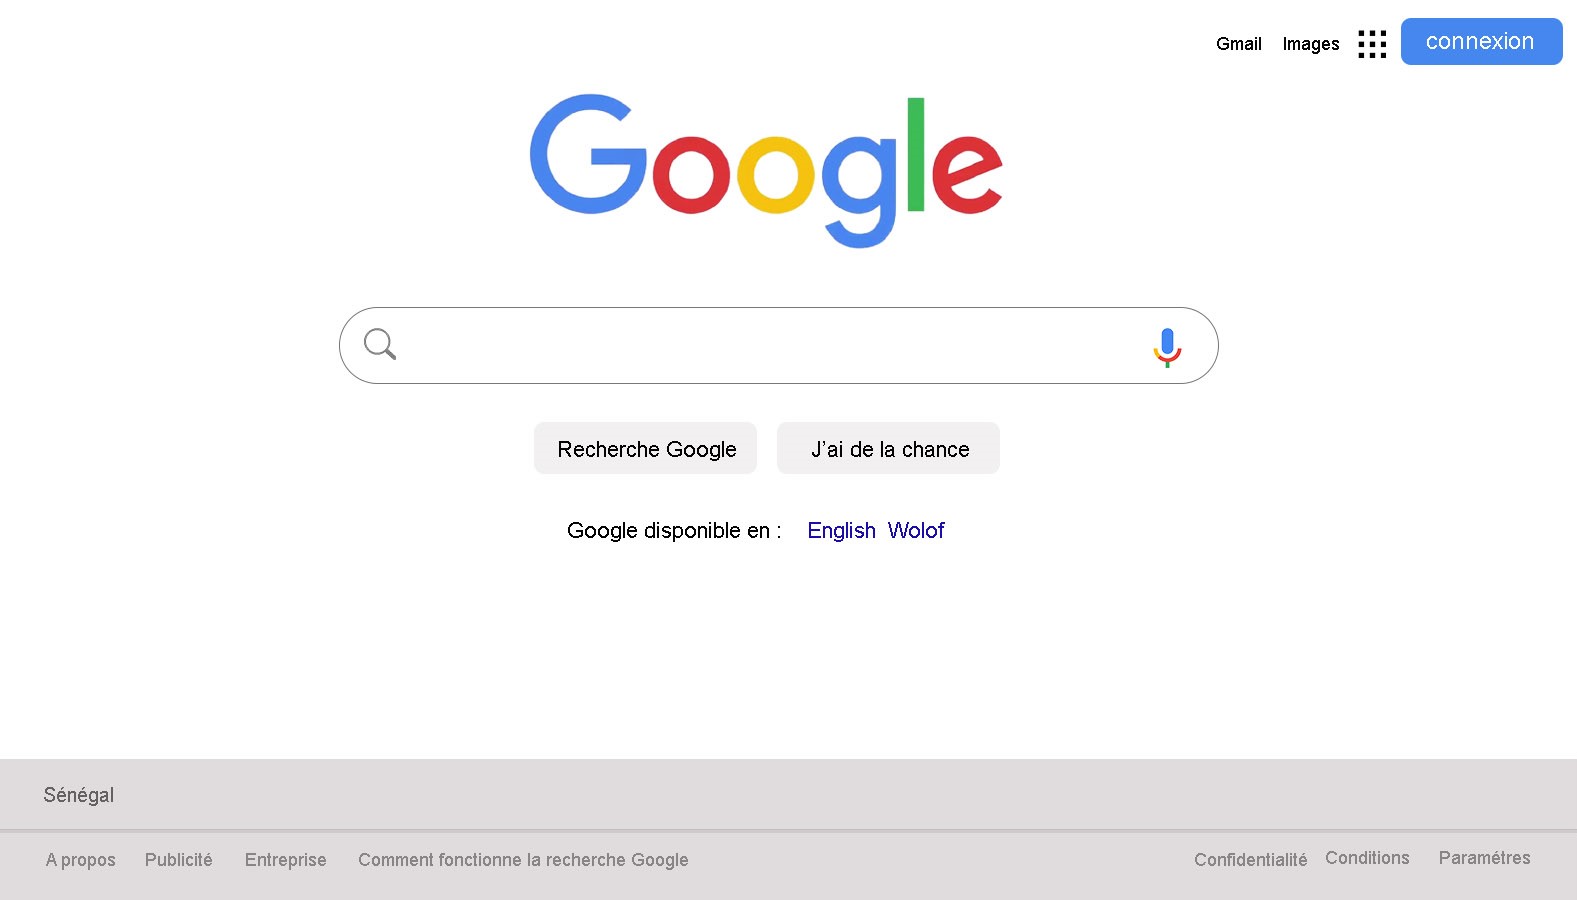 Gmail Images connexion
Google
Recherche Google J’ai de la chance
Google disponible en : English Wolof
Sénégal
A propos Publicité Entreprise Comment fonctionne la recherche Google Confidentialité Conditions Paramétres